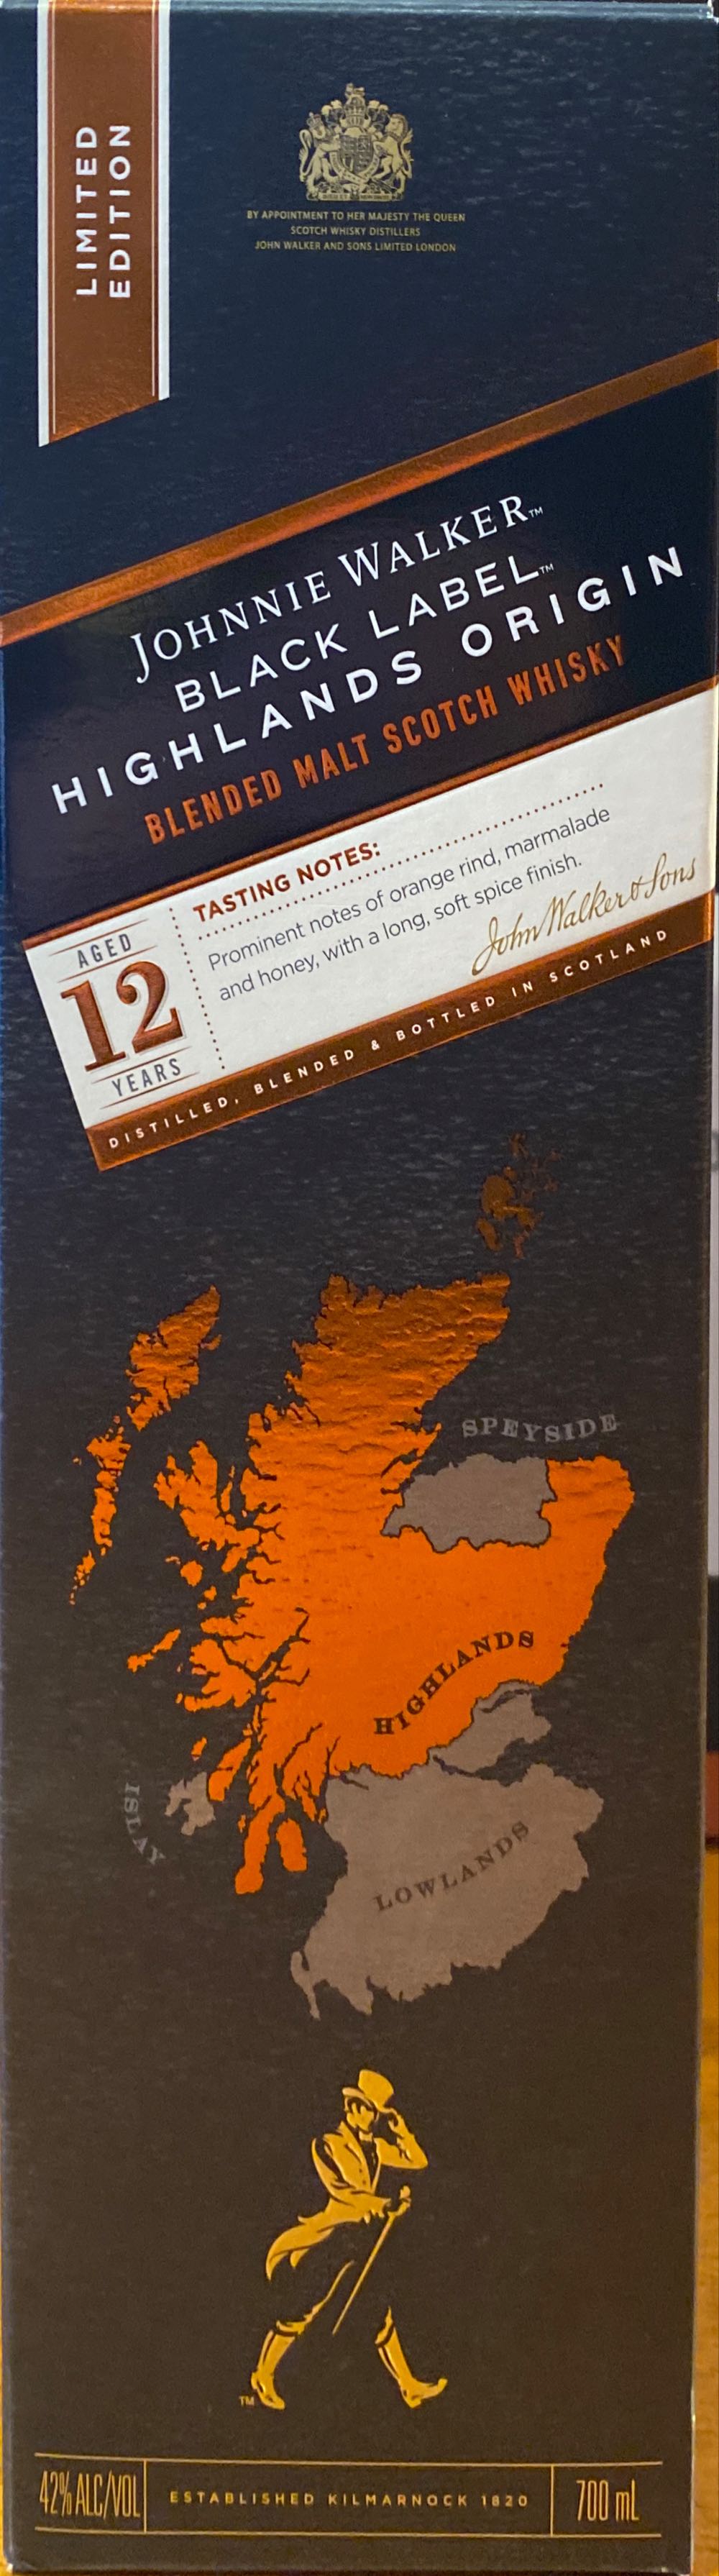 LIMITED
EDITION
BY APPOINTMENT TO HER MAJESTY THE QUEEN
SCOTCH WHISKY DISTILLERS
JOHN WALKER AND SONS LIMITED LONDON
JOHNNIE WALKER™
BLACK LABEL™
HIGHLANDS ORIGIN
BLENDED MALT SCOTCH WHISKY
AGED
12
YEARS
TASTING NOTES:
Prominent notes of orange rind, marmalade
and honey, with a long, soft spice finish.
John Walker & Sons
DISTILLED, BLENDED & BOTTLED IN SCOTLAND
SPEYSIDE
HIGHLANDS
ISLAY
LOWLANDS
™
42% ALC/VOL
ESTABLISHED KILMARNOCK 1820
700 mL